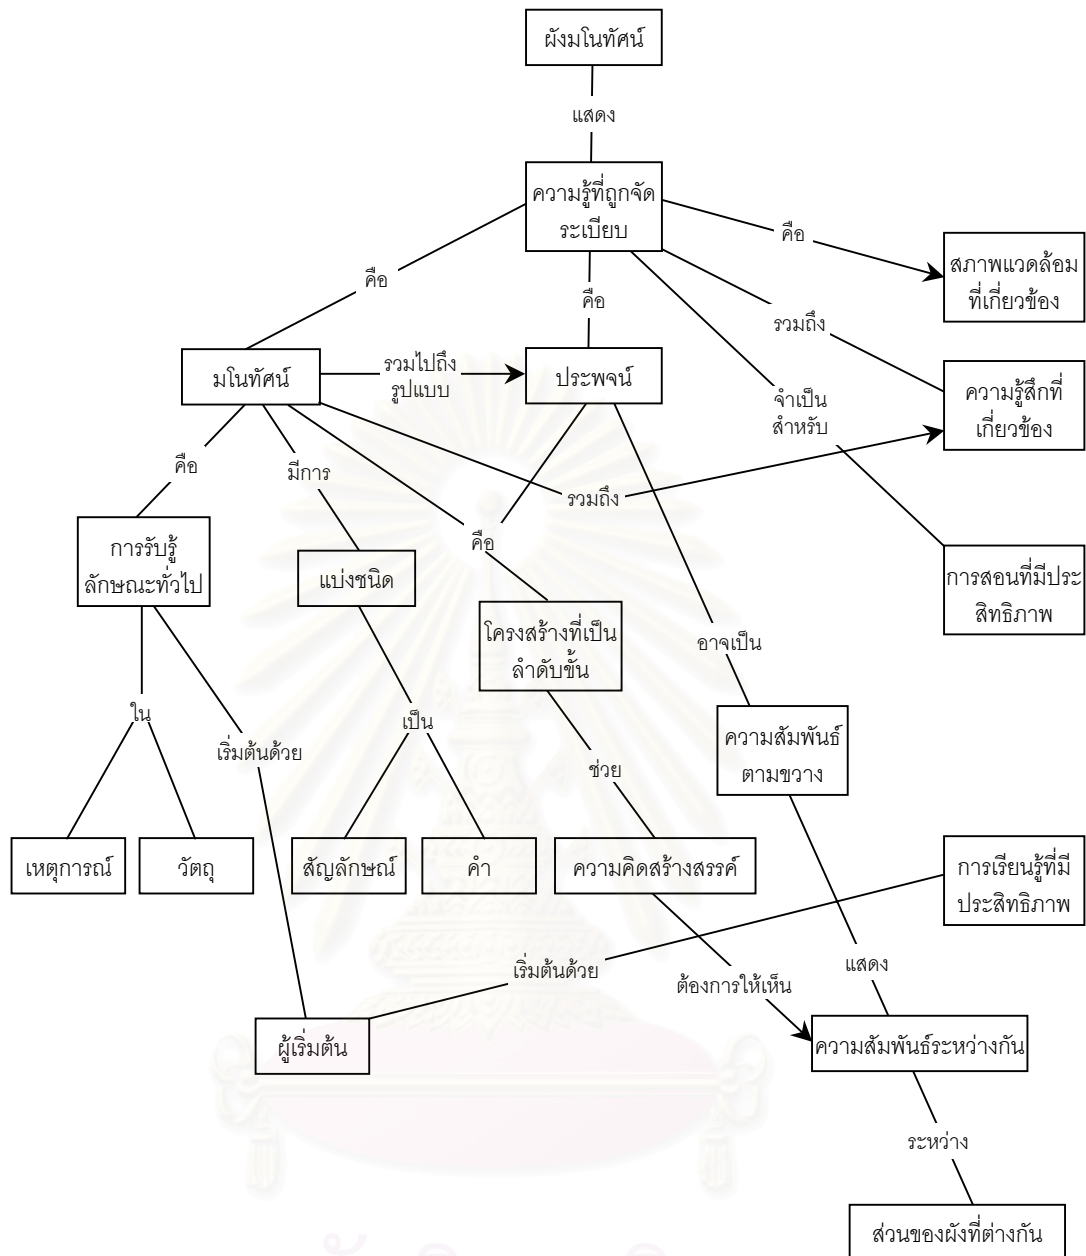 ผังมโนทัศน์
แสดง
ความรู้ที่ถูกจัด
ระเบียบ
คือ
สภาพแวดล้อม
ที่เกี่ยวข้อง
คือ
คือ
รวมถึง
มโนทัศน์
รวมไปถึง
รูปแบบ
ประพจน์
จำเป็น
สำหรับ
ความรู้สึกที่
เกี่ยวข้อง
คือ
มีการ
รวมถึง
คือ
การรับรู้
ลักษณะทั่วไป
แบ่งชนิด
การสอนที่มีประ
สิทธิภาพ
โครงสร้างที่เป็น
ลำดับขั้น
อาจเป็น
ใน
เริ่มต้นด้วย
เป็น
ช่วย
ความสัมพันธ์
ตามขวาง
เหตุการณ์
วัตถุ
สัญลักษณ์
คำ
ความคิดสร้างสรรค์
การเรียนรู้ที่มี
ประสิทธิภาพ
เริ่มต้นด้วย
ต้องการให้เห็น
แสดง
ผู้เริ่มต้น
ความสัมพันธ์ระหว่างกัน
ระหว่าง
ส่วนของผังที่ต่างกัน